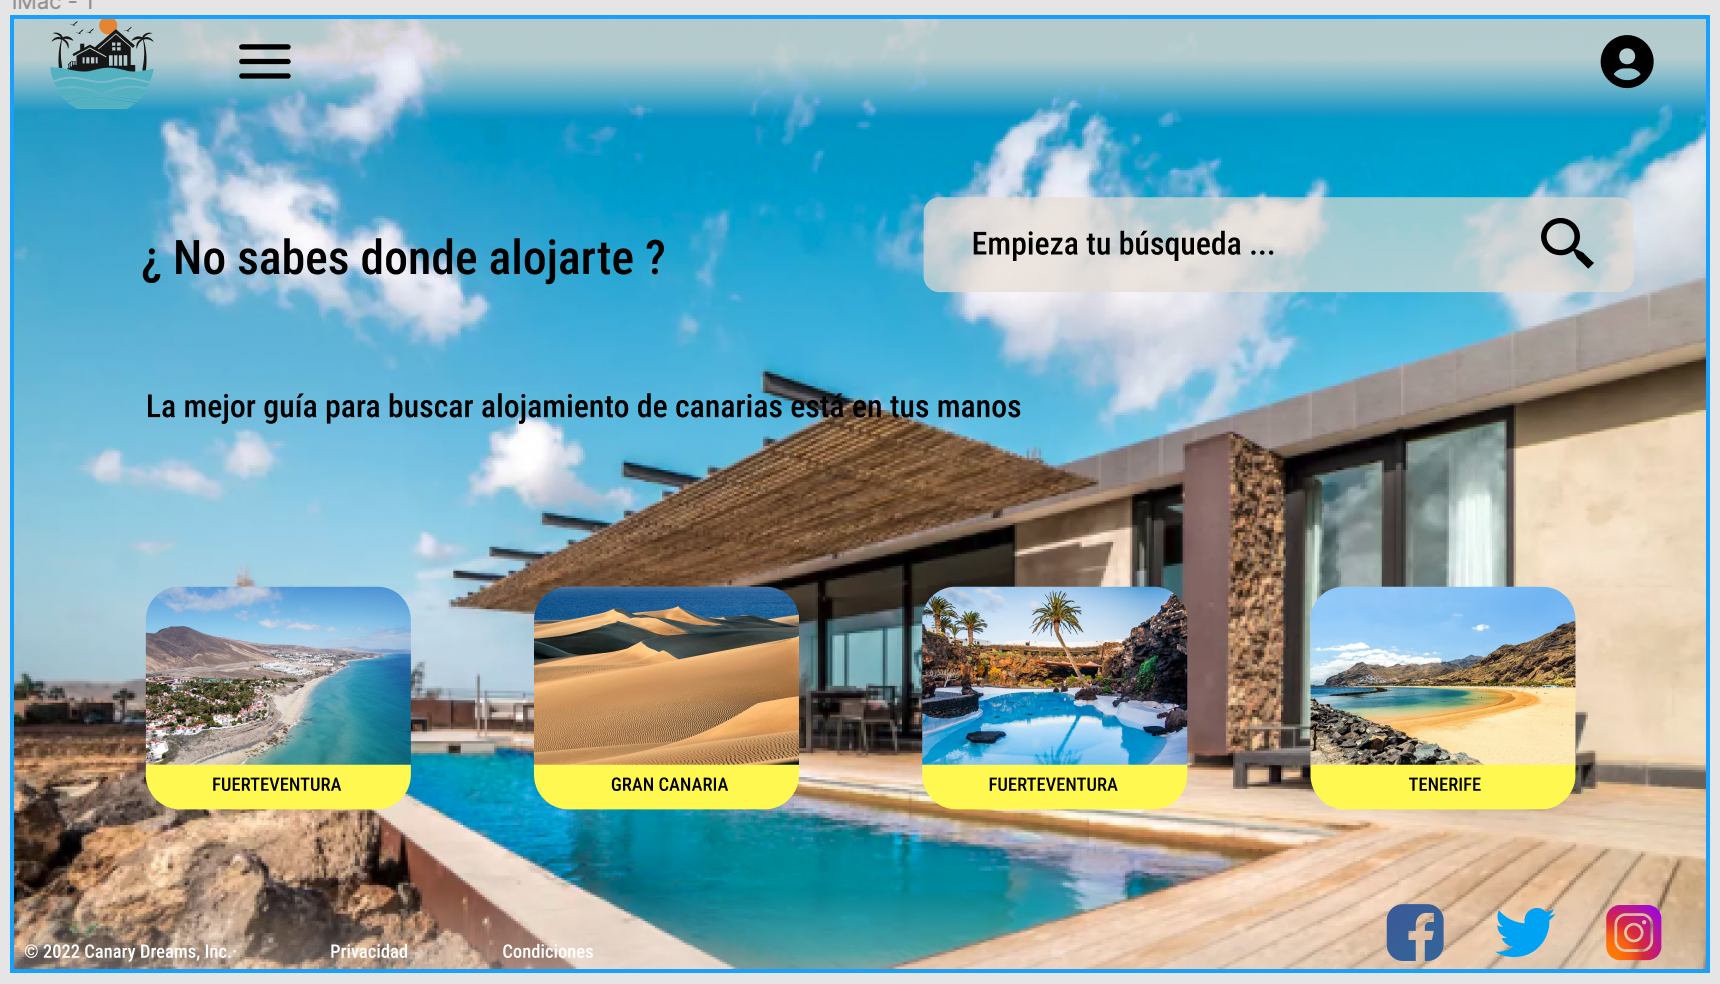 iMac - 1
¿ No sabes donde alojarte ?
Empieza tu búsqueda ...
La mejor guía para buscar alojamiento de canarias está en tus manos
FUERTEVENTURA
GRAN CANARIA
FUERTEVENTURA
TENERIFE
© 2022 Canary Dreams, Inc.·
Privacidad
Condiciones